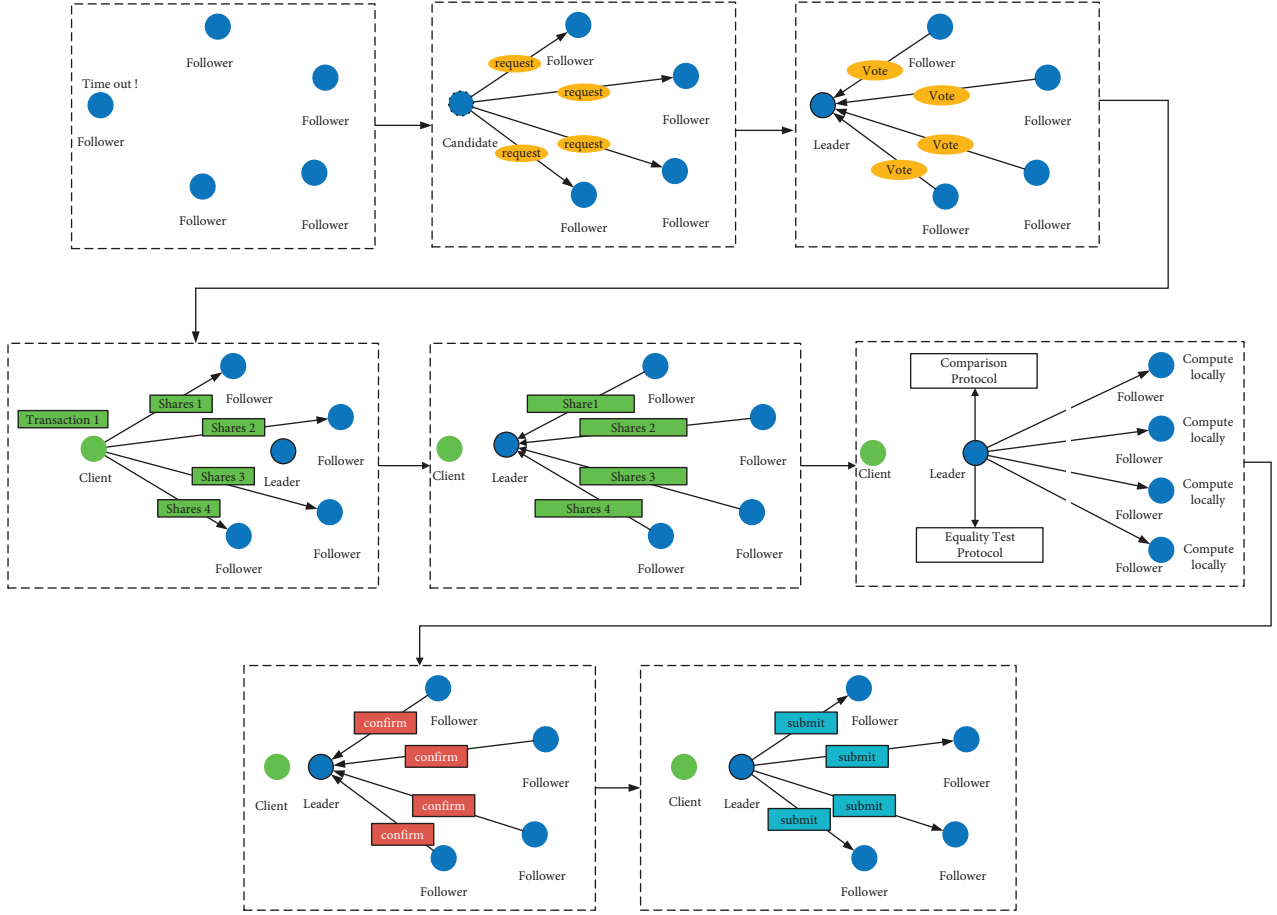 Follower
Time out !
Follower
Follower
Follower
Follower
request
Follower
request
Follower
Candidate
request
request
Follower
Follower
Vote
Follower
Vote
Follower
Leader
Vote
Vote
Follower
Follower
Transaction 1
Shares 1
Follower
Shares 2
Follower
Client
Leader
Shares 3
Shares 4
Follower
Follower
Share1
Follower
Shares 2
Follower
Client
Leader
Shares 3
Shares 4
Follower
Follower
Comparison
Protocol
Compute
locally
Follower
Compute
locally
Follower
Client
Leader
Compute
locally
Follower
Equality Test
Protocol
Compute
locally
Follower
confirm
Follower
confirm
Follower
Client
Leader
confirm
confirm
Follower
Follower
submit
Follower
submit
Follower
Client
Leader
submit
submit
Follower
Follower